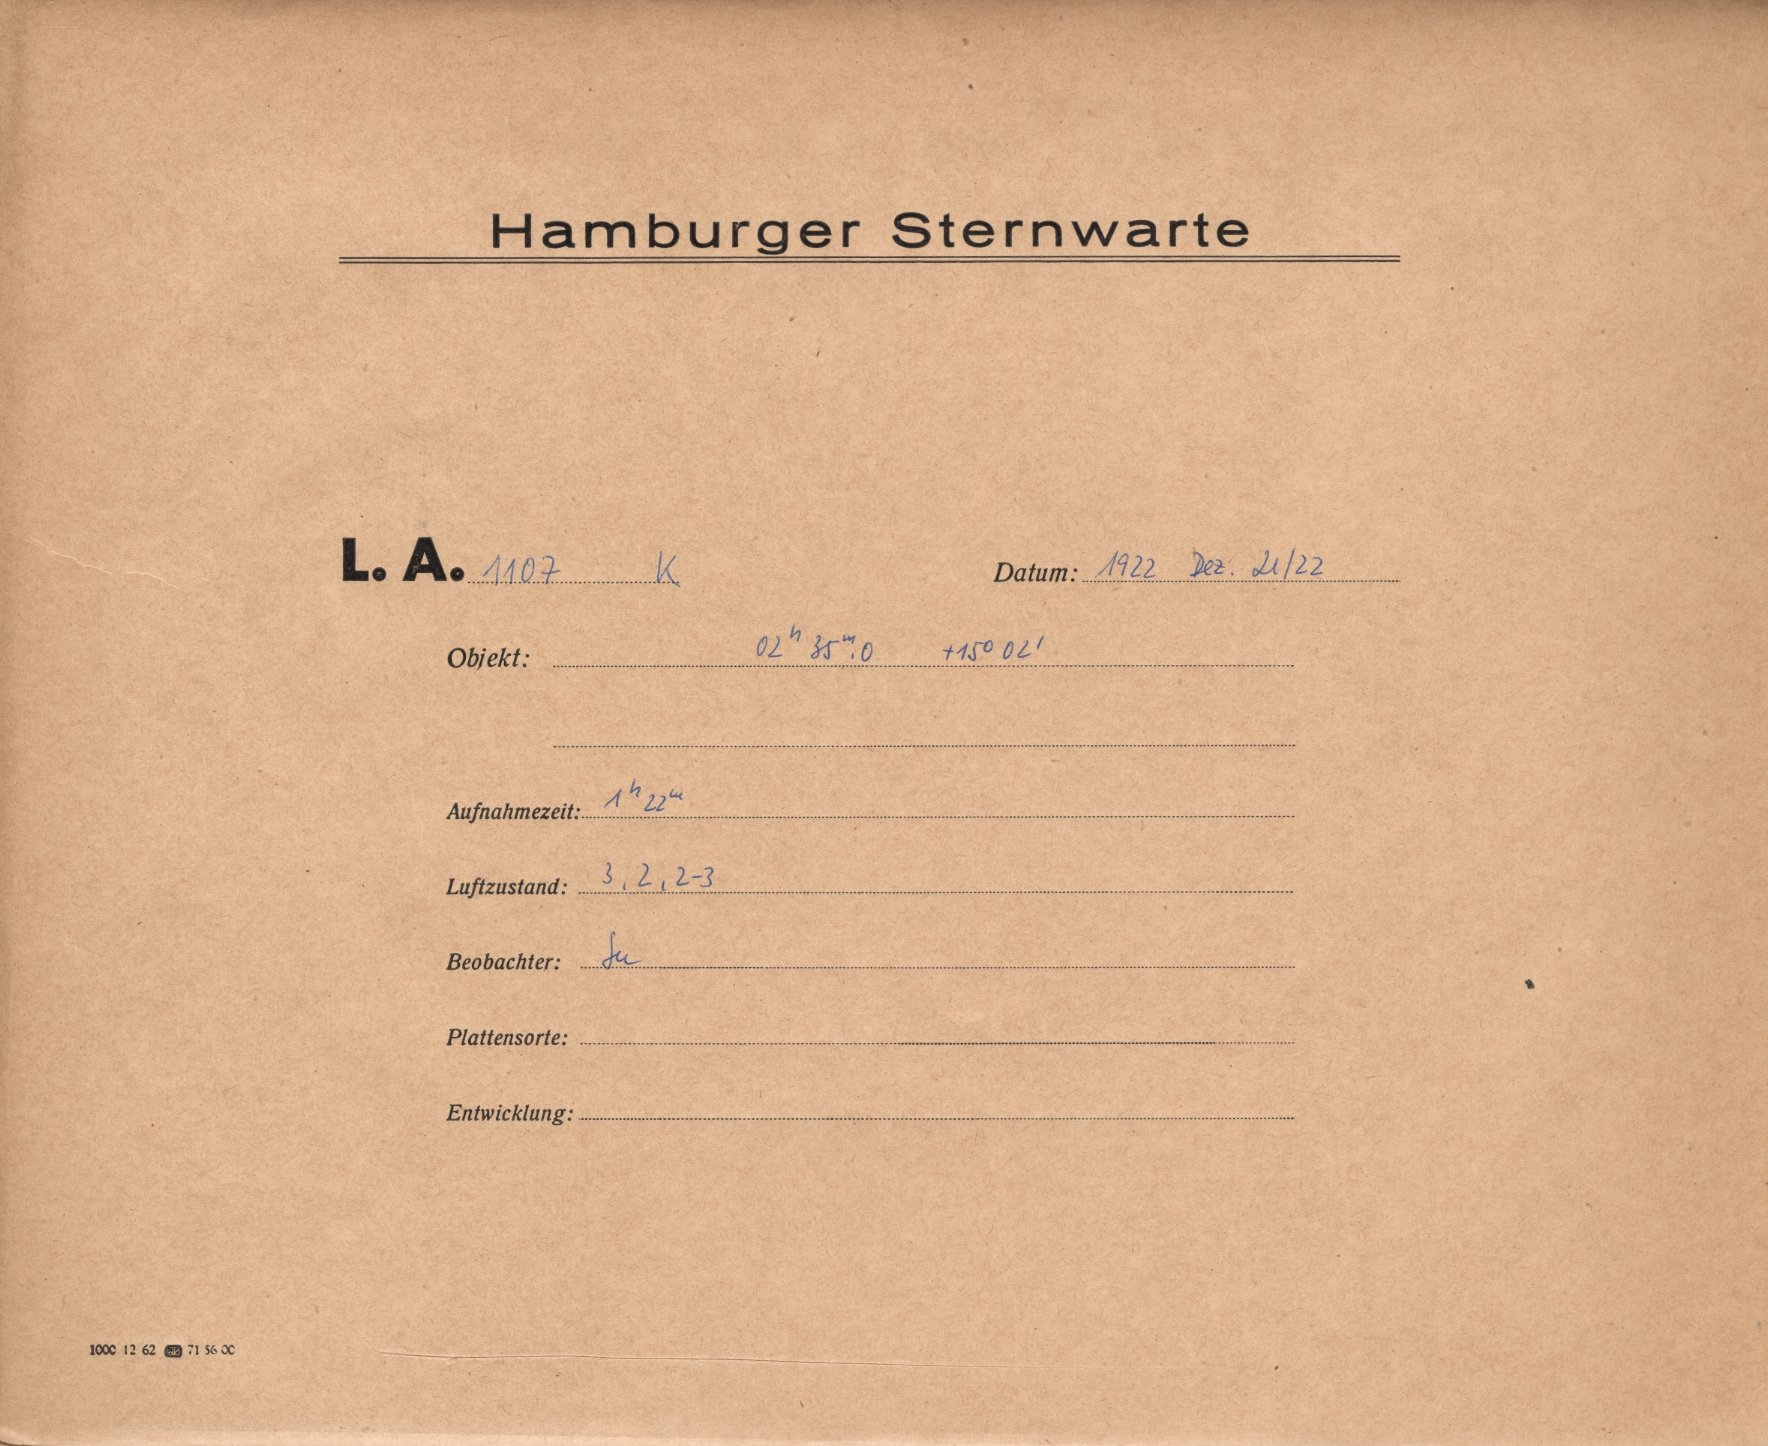 Hamburger Sternwarte
L. A. 1107 K Datum: 1922 Dez. 21/22
Objekt: 02ʰ 35ᵐ.0 +15° 02'
Aufnahmezeit: 1ʰ 22ᵐ
Luftzustand: 3, 2, 2-3
Beobachter:
Plattensorte:
Entwicklung:
1000 12 62 71 56 00